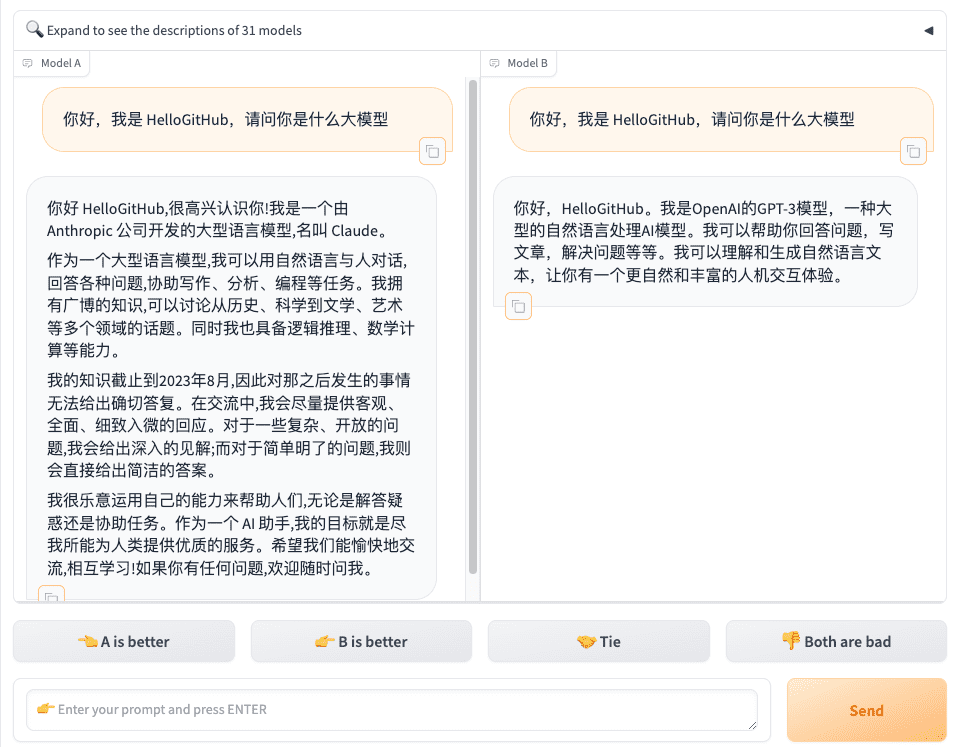 🔍 Expand to see the descriptions of 31 models
Model A
你好，我是 HelloGitHub，请问你是什么大模型
你好 HelloGitHub,很高兴认识你!我是一个由
Anthropic 公司开发的大型语言模型,名叫 Claude。
作为一个大型语言模型,我可以用自然语言与人对话,
回答各种问题,协助写作、分析、编程等任务。我拥
有广博的知识,可以讨论从历史、科学到文学、艺术
等多个领域的话题。同时我也具备逻辑推理、数学计
算等能力。
我的知识截止到2023年8月,因此对那之后发生的事情
无法给出确切答复。在交流中,我会尽量提供客观、
全面、细致入微的回应。对于一些复杂、开放的问
题,我会给出深入的见解;而对于简单明了的问题,我则
会直接给出简洁的答案。
我很乐意运用自己的能力来帮助人们,无论是解答疑
惑还是协助任务。作为一个 AI 助手,我的目标就是尽
我所能为人类提供优质的服务。希望我们能愉快地交
流,相互学习!如果你有任何问题,欢迎随时问我。
Model B
你好，我是 HelloGitHub，请问你是什么大模型
你好，HelloGitHub。我是OpenAI的GPT-3模型，一种大
型的自然语言处理AI模型。我可以帮助你回答问题，写
文章，解决问题等等。我可以理解和生成自然语言文
本，让你有一个更自然和丰富的人机交互体验。
👈 A is better
👉 B is better
🤝 Tie
👎 Both are bad
👉 Enter your prompt and press ENTER
Send